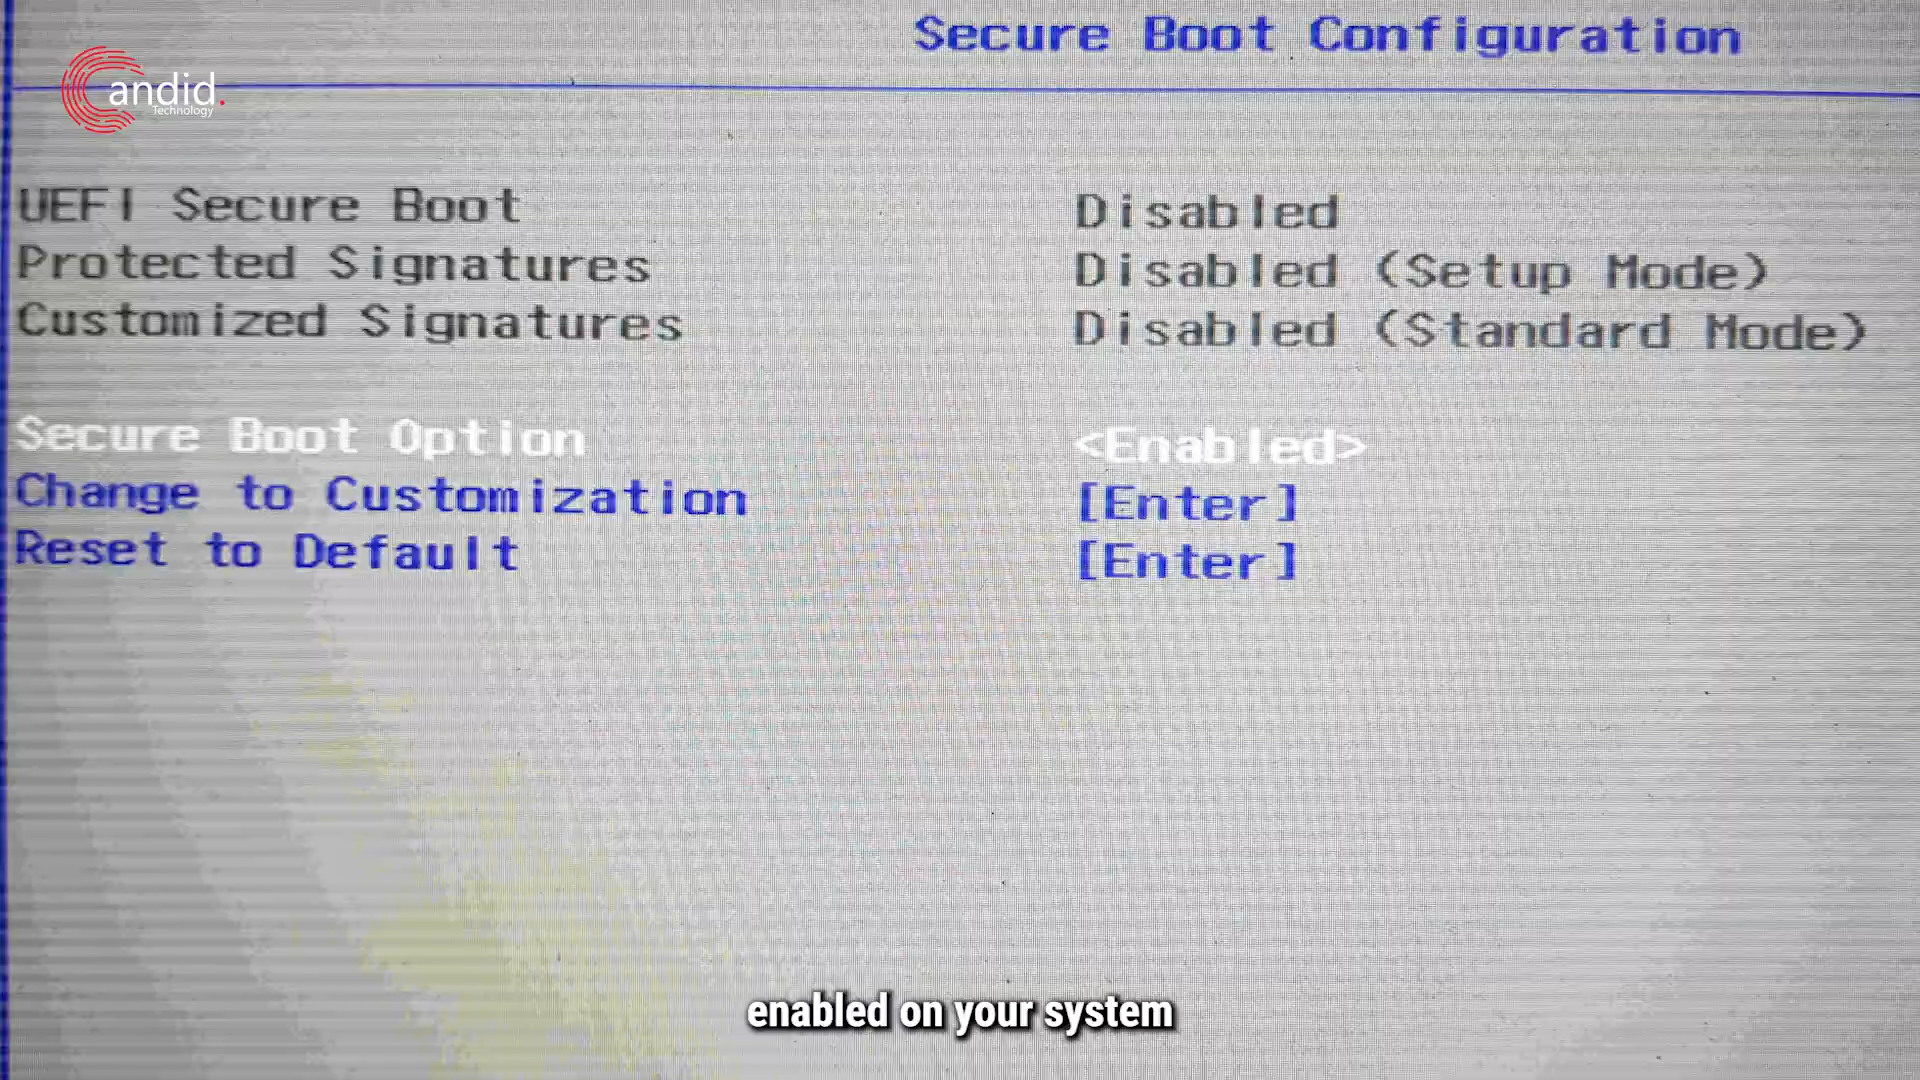 Secure Boot Configuration
Candid.
Technology
UEFI Secure Boot Disabled
Protected Signatures Disabled (Setup Mode)
Customized Signatures Disabled (Standard Mode)
Secure Boot Option <Enabled>
Change to Customization [Enter]
Reset to Default [Enter]
enabled on your system